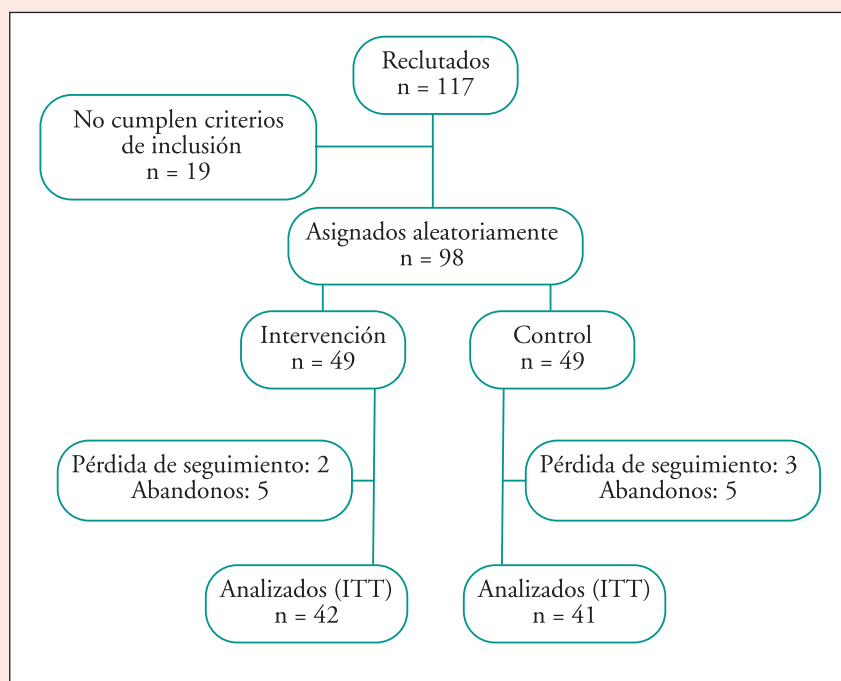 Reclutados
n = 117
No cumplen criterios
de inclusión
n = 19
Asignados aleatoriamente
n = 98
Intervención
n = 49
Control
n = 49
Pérdida de seguimiento: 2
Abandonos: 5
Pérdida de seguimiento: 3
Abandonos: 5
Analizados (ITT)
n = 42
Analizados (ITT)
n = 41